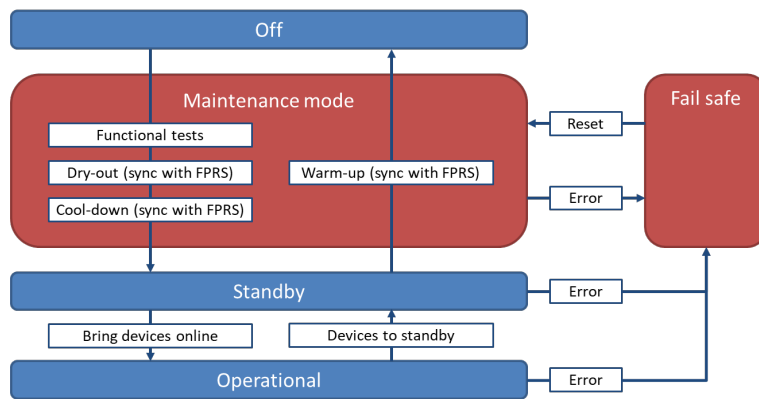 Off
Maintenance mode
Fail safe
Functional tests
Reset
Dry-out (sync with FPRS)
Warm-up (sync with FPRS)
Cool-down (sync with FPRS)
Error
Standby
Error
Bring devices online
Devices to standby
Operational
Error